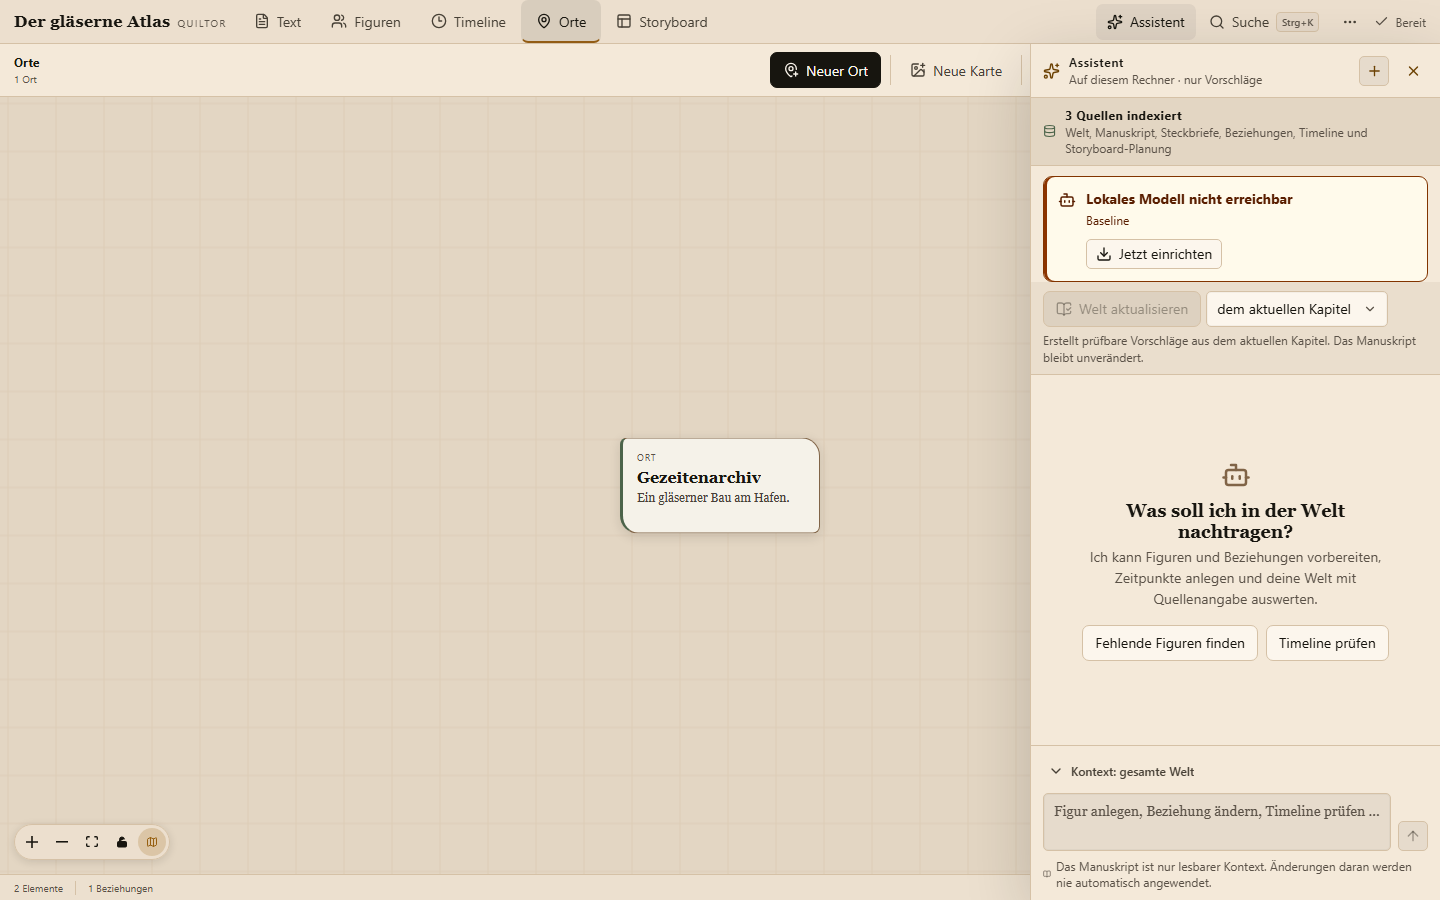 Der gläserne Atlas QUILTOR Text Figuren Timeline Orte Storyboard Assistent Suche Strg+K Bereit
Orte
1 Ort
Neuer Ort Neue Karte
Assistent
Auf diesem Rechner · nur Vorschläge
3 Quellen indexiert
Welt, Manuskript, Steckbriefe, Beziehungen, Timeline und
Storyboard-Planung
Lokales Modell nicht erreichbar
Baseline
Jetzt einrichten
Welt aktualisieren dem aktuellen Kapitel
Erstellt prüfbare Vorschläge aus dem aktuellen Kapitel. Das Manuskript
bleibt unverändert.
ORT
Gezeitenarchiv
Ein gläserner Bau am Hafen.
Was soll ich in der Welt
nachtragen?
Ich kann Figuren und Beziehungen vorbereiten,
Zeitpunkte anlegen und deine Welt mit
Quellenangabe auswerten.
Fehlende Figuren finden Timeline prüfen
Kontext: gesamte Welt
Figur anlegen, Beziehung ändern, Timeline prüfen ...
Das Manuskript ist nur lesbarer Kontext. Änderungen daran werden
nie automatisch angewendet.
2 Elemente 1 Beziehungen